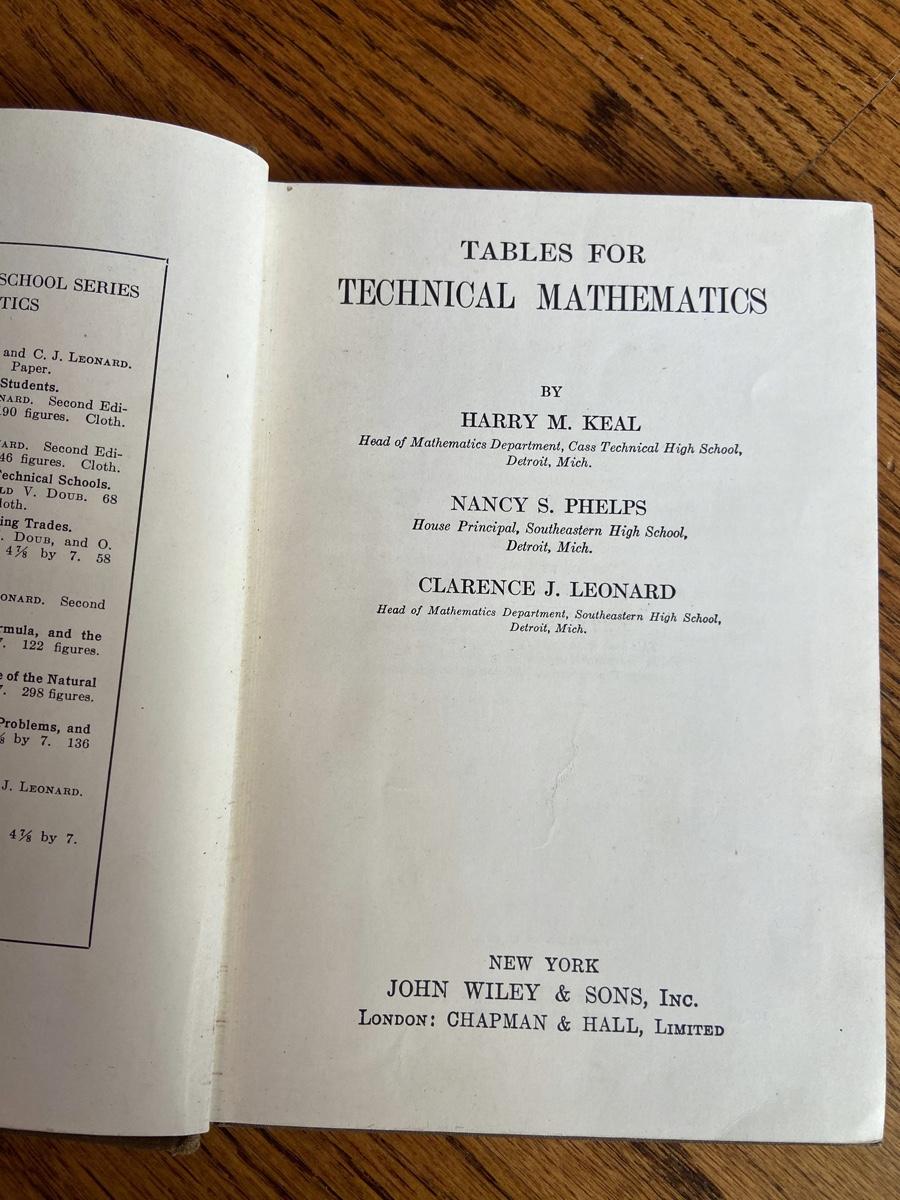 SCHOOL SERIES
TICS
and C. J. LEONARD.
Paper.
Students.
NARD. Second Edi-
90 figures. Cloth.
ARD. Second Edi-
46 figures. Cloth.
Technical Schools.
LD V. DOUB. 68
loth.
ing Trades.
. DOUB, and O.
4⅞ by 7. 58
ONARD. Second
rmula, and the
7. 122 figures.
e of the Natural
7. 298 figures.
Problems, and
⅞ by 7. 136
J. LEONARD.
4⅞ by 7.
TABLES FOR
TECHNICAL MATHEMATICS
BY
HARRY M. KEAL
Head of Mathematics Department, Cass Technical High School,
Detroit, Mich.
NANCY S. PHELPS
House Principal, Southeastern High School,
Detroit, Mich.
CLARENCE J. LEONARD
Head of Mathematics Department, Southeastern High School,
Detroit, Mich.
NEW YORK
JOHN WILEY & SONS, INC.
LONDON: CHAPMAN & HALL, LIMITED